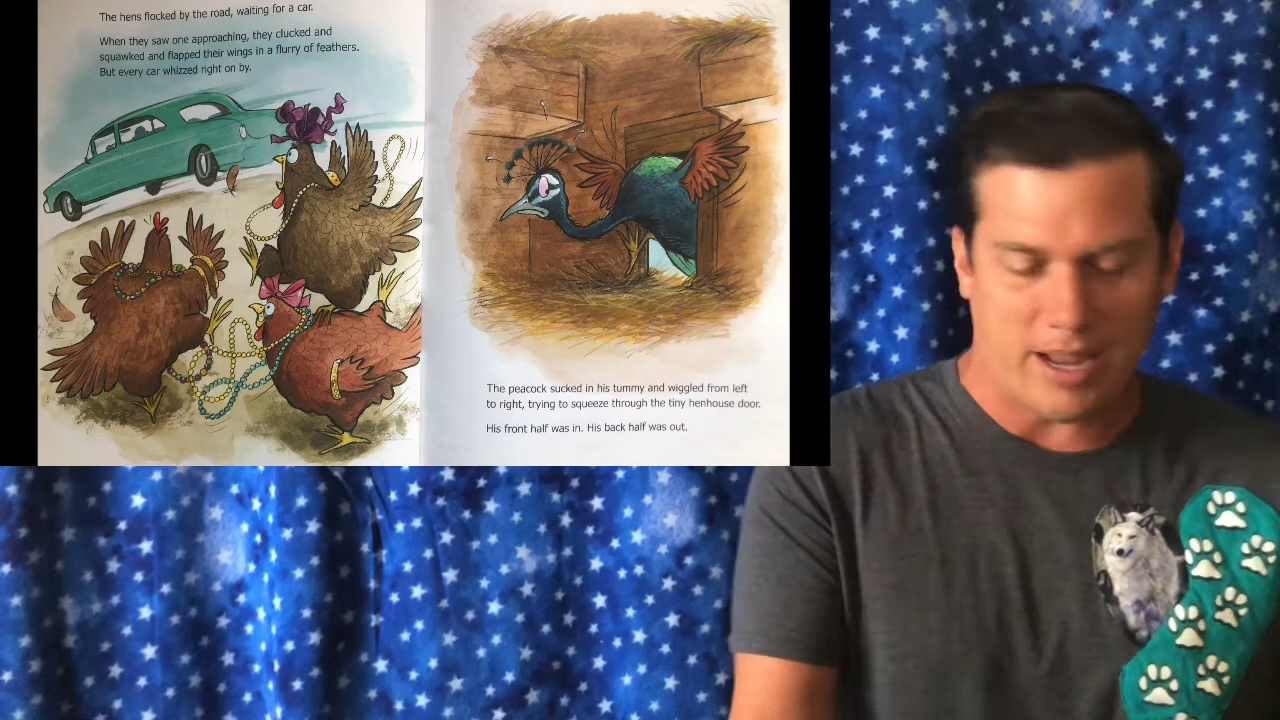 The hens flocked by the road, waiting for a car.
When they saw one approaching, they clucked and
squawked and flapped their wings in a flurry of feathers.
But every car whizzed right on by.
The peacock sucked in his tummy and wiggled from left
to right, trying to squeeze through the tiny henhouse door.
His front half was in. His back half was out.